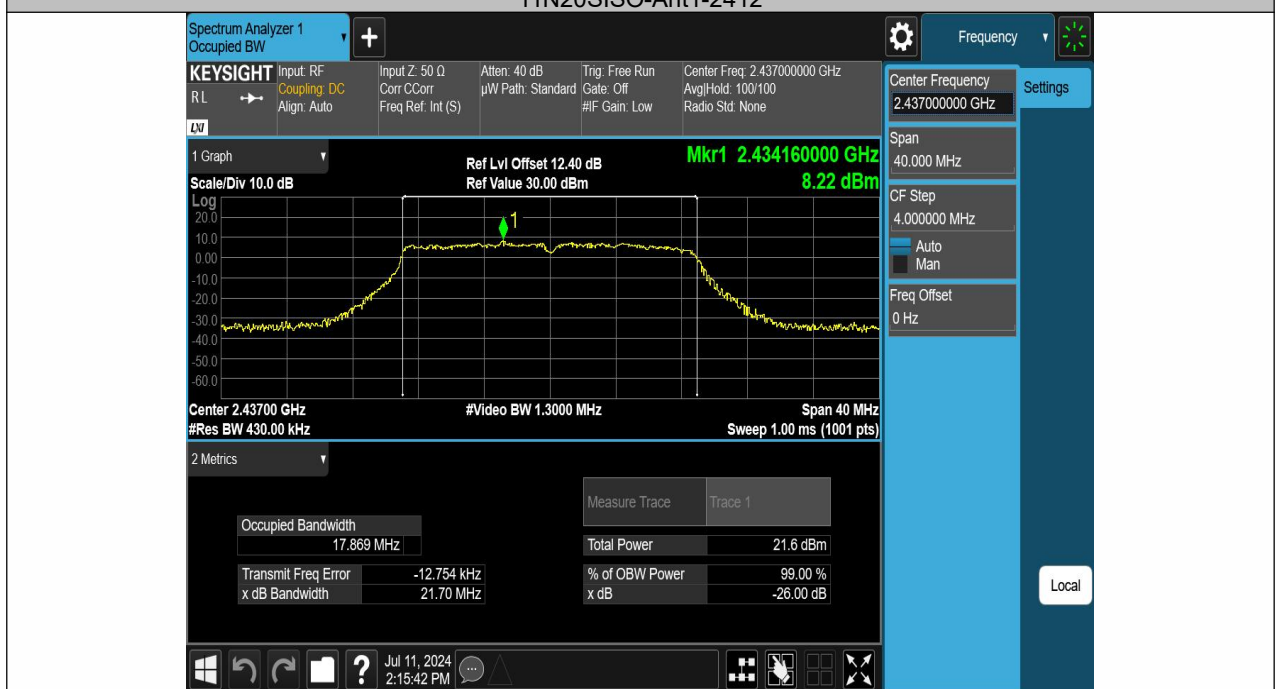 11N20SISO-Ant1-2412
Spectrum Analyzer 1
Occupied BW
Frequency
KEYSIGHT
RL
LXI
Input: RF
Coupling: DC
Align: Auto
Input Z: 50 Ω
Corr CCorr
Freq Ref: Int (S)
Atten: 40 dB
µW Path: Standard
Trig: Free Run
Gate: Off
#IF Gain: Low
Center Freq: 2.437000000 GHz
Avg|Hold: 100/100
Radio Std: None
Center Frequency
2.437000000 GHz
Settings
Span
40.000 MHz
CF Step
4.000000 MHz
Auto
Man
Freq Offset
0 Hz
Local
1 Graph
Scale/Div 10.0 dB
Ref Lvl Offset 12.40 dB
Ref Value 30.00 dBm
Mkr1 2.434160000 GHz
8.22 dBm
Log
20.0
10.0
0.00
-10.0
-20.0
-30.0
-40.0
-50.0
-60.0
1
Center 2.43700 GHz
#Res BW 430.00 kHz
#Video BW 1.3000 MHz
Span 40 MHz
Sweep 1.00 ms (1001 pts)
2 Metrics
Measure Trace Trace 1
Occupied Bandwidth
17.869 MHz
Total Power 21.6 dBm
Transmit Freq Error -12.754 kHz
% of OBW Power 99.00 %
x dB Bandwidth 21.70 MHz
x dB -26.00 dB
Jul 11, 2024
2:15:42 PM